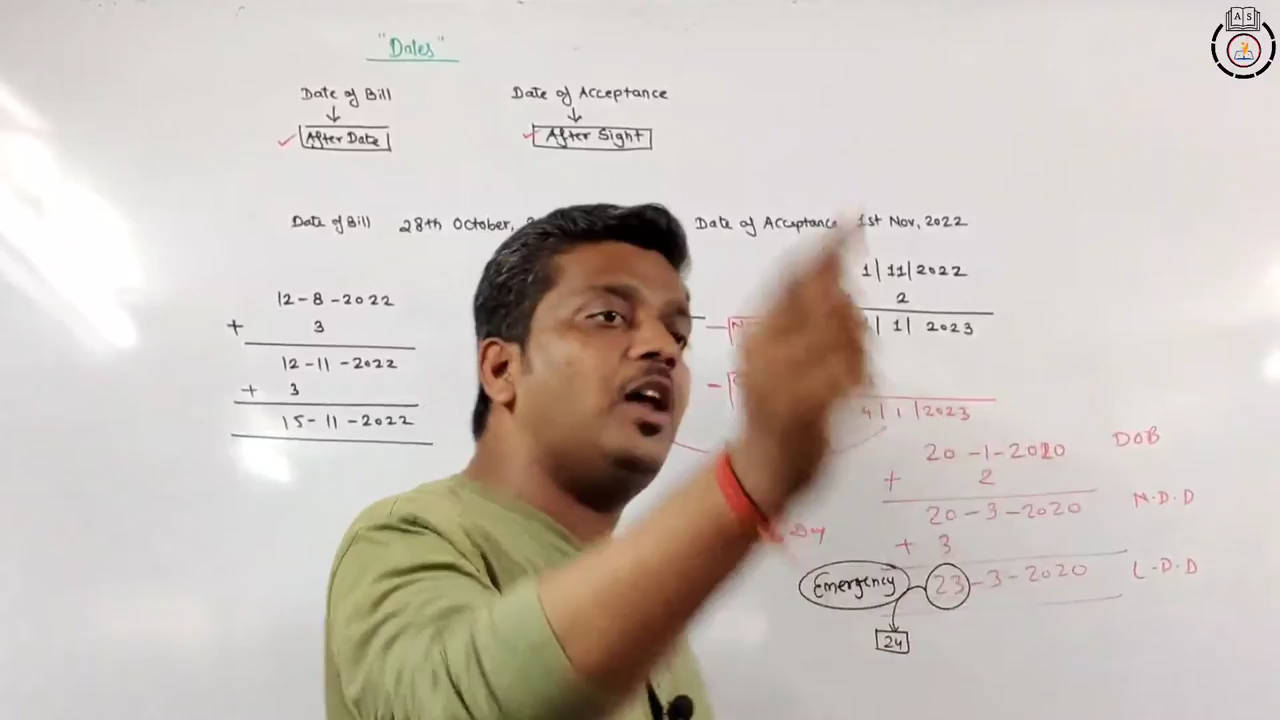 A S
"Dates"
Date of Bill
Date of Acceptance
After Date
After Sight
Date of Bill 28th October,
Date of Acceptance 1st Nov, 2022
12-8-2022
+ 3
12-11-2022
+ 3
15-11-2022
1|11|2022
2
|1|2023
4|1|2023
20-1-2020 DOB
+ 2
20-3-2020 N.D.D
+ 3
Day
Emergency 23-3-2020 L.D.D
24